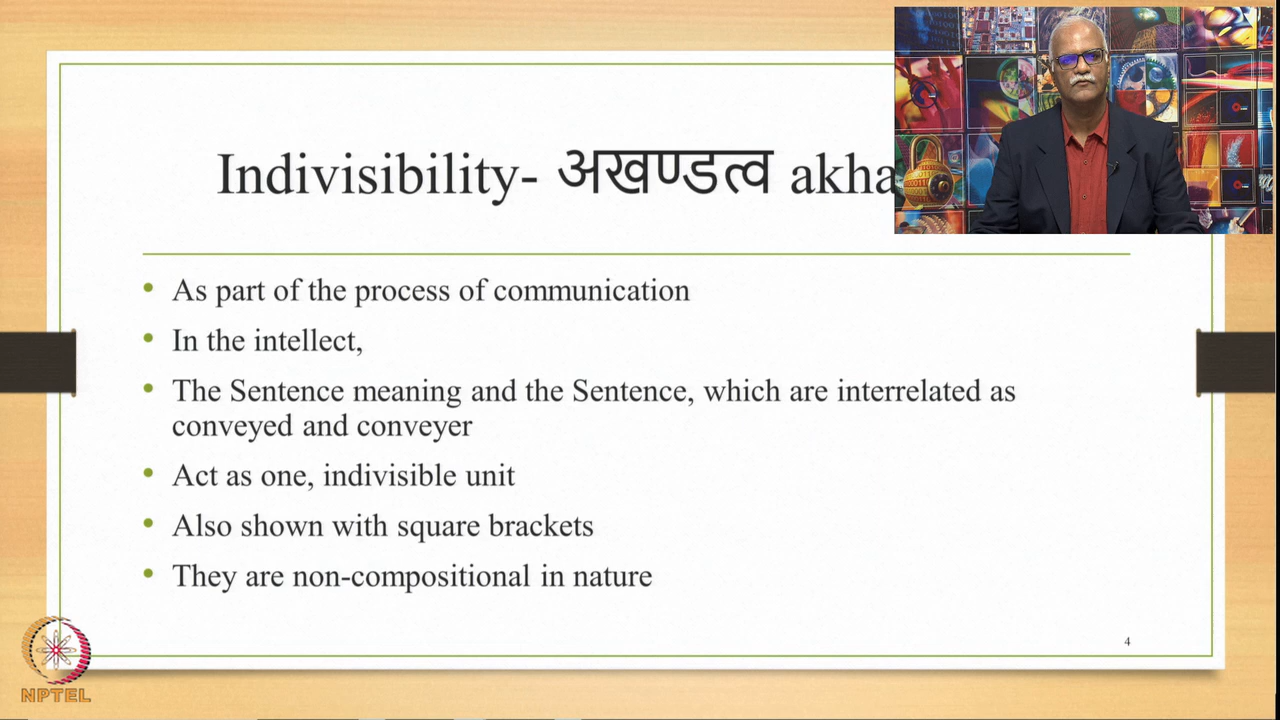 Indivisibility- अखण्डत्व akha
As part of the process of communication
In the intellect,
The Sentence meaning and the Sentence, which are interrelated as
conveyed and conveyer
Act as one, indivisible unit
Also shown with square brackets
They are non-compositional in nature
4
NPTEL